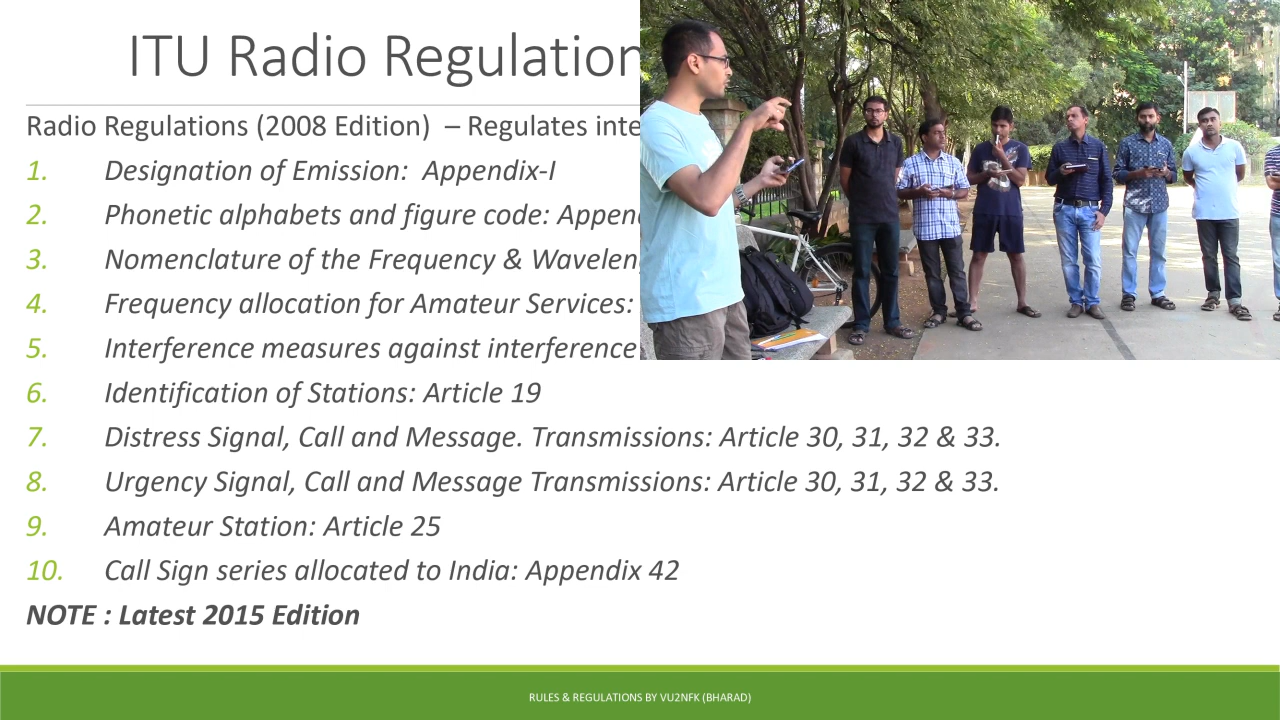 ITU Radio Regulation
Radio Regulations (2008 Edition) – Regulates inte
1. Designation of Emission: Appendix-I
2. Phonetic alphabets and figure code: Appen
3. Nomenclature of the Frequency & Wavelen
4. Frequency allocation for Amateur Services:
5. Interference measures against interference
6. Identification of Stations: Article 19
7. Distress Signal, Call and Message. Transmissions: Article 30, 31, 32 & 33.
8. Urgency Signal, Call and Message Transmissions: Article 30, 31, 32 & 33.
9. Amateur Station: Article 25
10. Call Sign series allocated to India: Appendix 42
NOTE : Latest 2015 Edition
RULES & REGULATIONS BY VU2NFK (BHARAD)